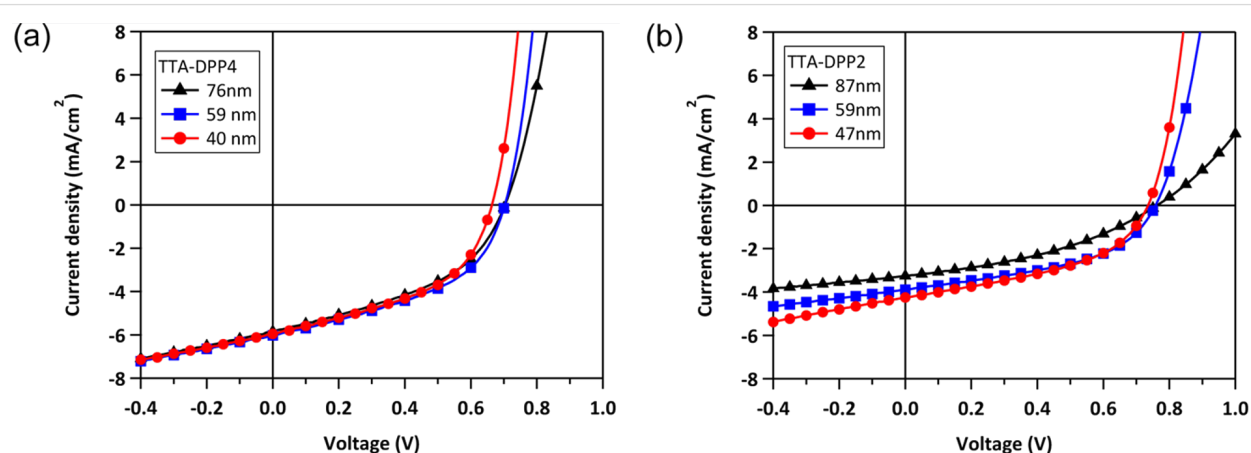 (a)
TTA-DPP4
76nm
59 nm
40 nm
8
6
4
2
0
-2
-4
-6
-8
-0.4
-0.2
0.0
0.2
0.4
0.6
0.8
1.0
Current density (mA/cm²)
Voltage (V)
(b)
TTA-DPP2
87nm
59nm
47nm
8
6
4
2
0
-2
-4
-6
-8
-0.4
-0.2
0.0
0.2
0.4
0.6
0.8
1.0
Current density (mA/cm²)
Voltage (V)